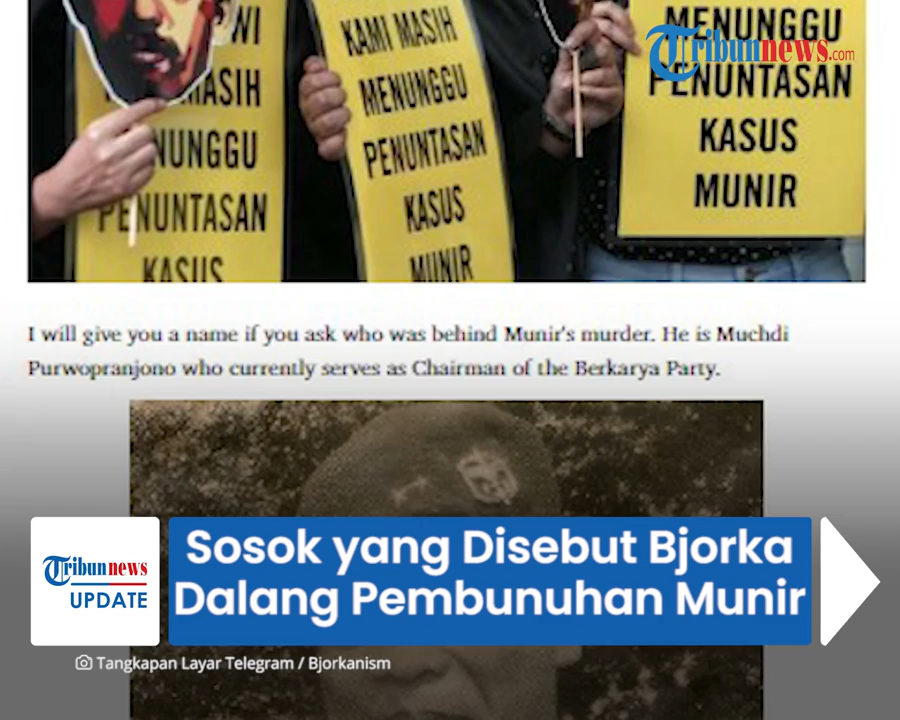 WI
MASIH
NUNGGU
PENUNTASAN
KASUS
KAMI MASIH
MENUNGGU
PENUNTASAN
KASUS
MUNIR
MENUNGGU
PENUNTASAN
KASUS
MUNIR
Tribunnews.com
I will give you a name if you ask who was behind Munir's murder. He is Muchdi
Purwopranjono who currently serves as Chairman of the Berkarya Party.
Tribunnews
UPDATE
Sosok yang Disebut Bjorka
Dalang Pembunuhan Munir
Tangkapan Layar Telegram / Bjorkanism